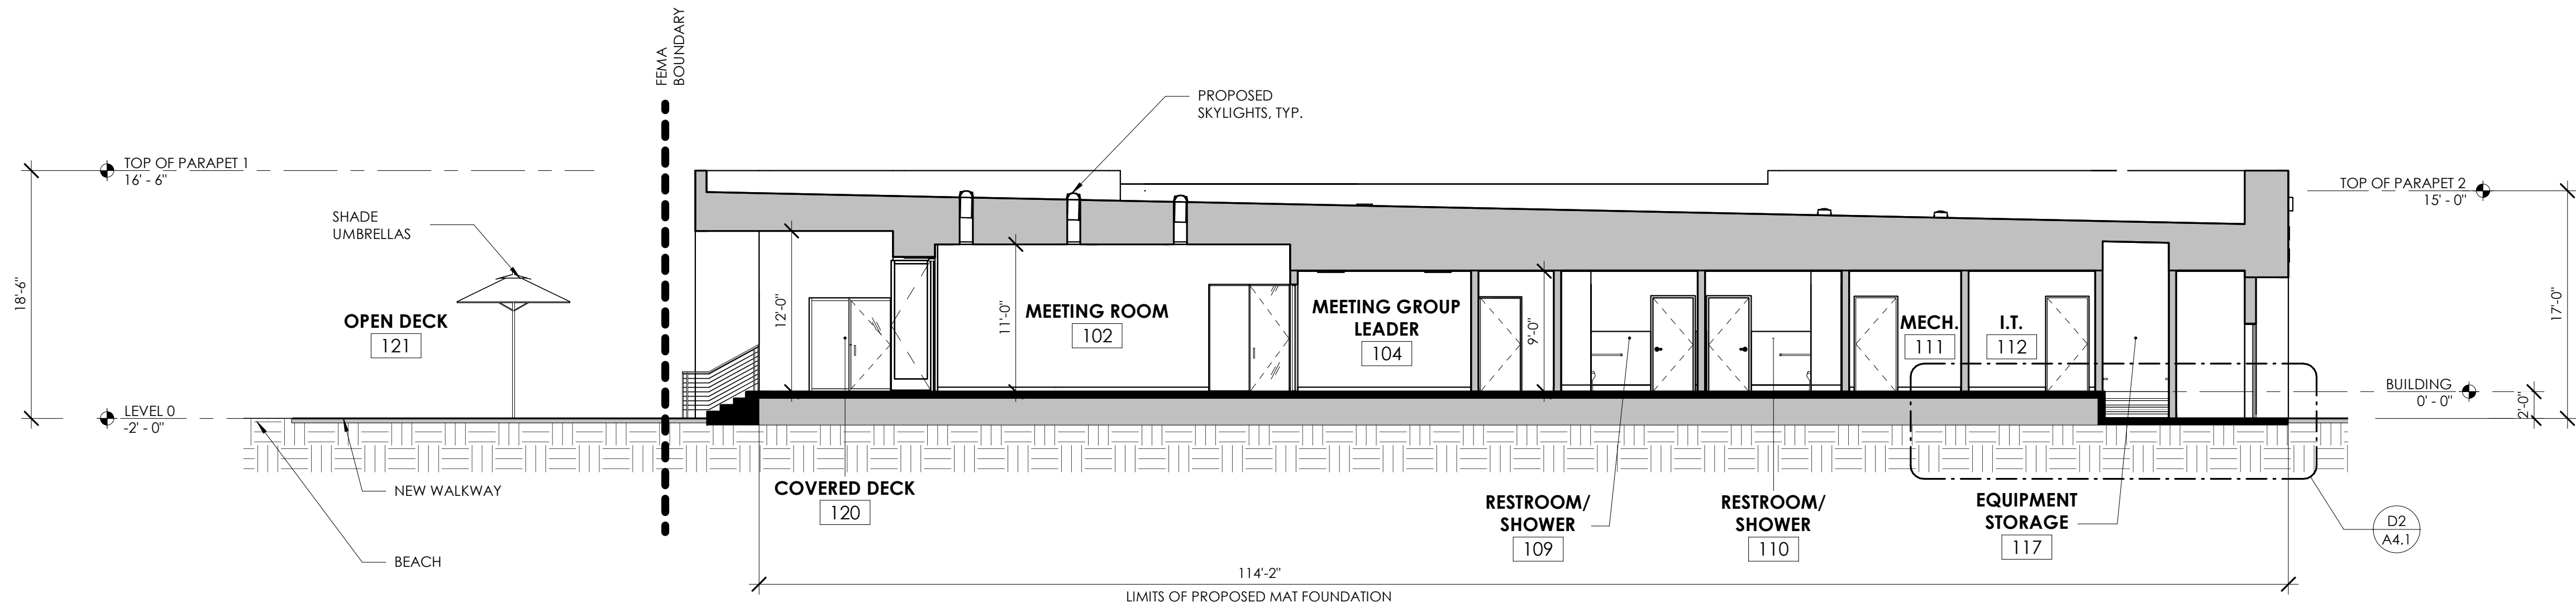 FEMA
BOUNDARY
PROPOSED
SKYLIGHTS, TYP.
TOP OF PARAPET 1
16' - 6"
TOP OF PARAPET 2
15' - 0"
SHADE
UMBRELLAS
18'-6"
12'-0"
11'-0"
9'-0"
17'-0"
OPEN DECK
121
MEETING ROOM
102
MEETING GROUP
LEADER
104
MECH.
111
I.T.
112
BUILDING
0' - 0"
2'-0"
LEVEL 0
-2' - 0"
NEW WALKWAY
BEACH
COVERED DECK
120
RESTROOM/
SHOWER
109
RESTROOM/
SHOWER
110
EQUIPMENT
STORAGE
117
D2
A4.1
114'-2"
LIMITS OF PROPOSED MAT FOUNDATION